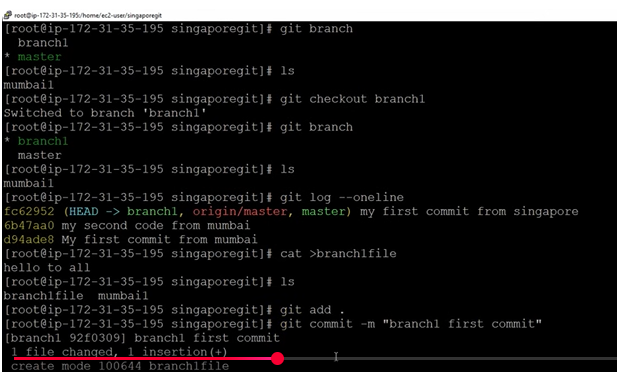 root@ip-172-31-35-195:/home/ec2-user/singaporegit
[root@ip-172-31-35-195 singaporegit]# git branch
  branch1
* master
[root@ip-172-31-35-195 singaporegit]# ls
mumbai1
[root@ip-172-31-35-195 singaporegit]# git checkout branch1
Switched to branch 'branch1'
[root@ip-172-31-35-195 singaporegit]# git branch
* branch1
  master
[root@ip-172-31-35-195 singaporegit]# ls
mumbai1
[root@ip-172-31-35-195 singaporegit]# git log --oneline
fc62952 (HEAD -> branch1, origin/master, master) my first commit from singapore
6b47aa0 my second code from mumbai
d94ade8 My first commit from mumbai
[root@ip-172-31-35-195 singaporegit]# cat >branch1file
hello to all
[root@ip-172-31-35-195 singaporegit]# ls
branch1file  mumbai1
[root@ip-172-31-35-195 singaporegit]# git add .
[root@ip-172-31-35-195 singaporegit]# git commit -m "branch1 first commit"
[branch1 92f0309] branch1 first commit
 1 file changed, 1 insertion(+)
 create mode 100644 branch1file